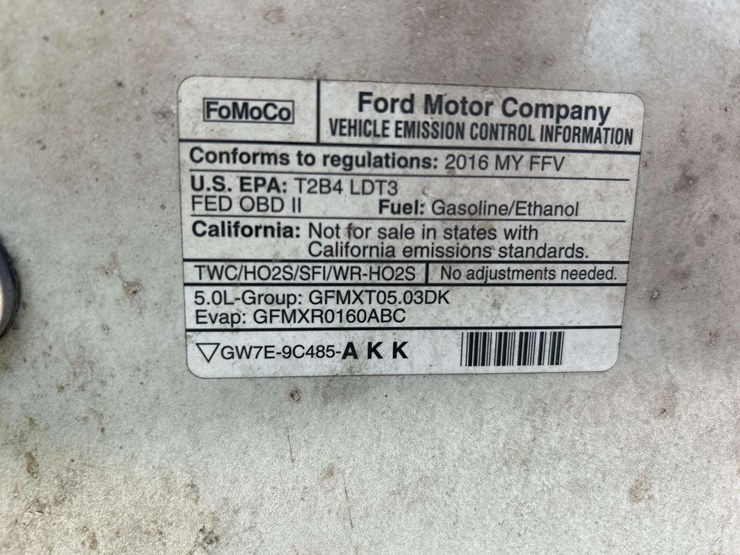 FoMoCo
Ford Motor Company
VEHICLE EMISSION CONTROL INFORMATION
Conforms to regulations: 2016 MY FFV
U.S. EPA: T2B4 LDT3
FED OBD II Fuel: Gasoline/Ethanol
California: Not for sale in states with
California emissions standards.
TWC/HO2S/SFI/WR-HO2S No adjustments needed.
5.0L-Group: GFMXT05.03DK
Evap: GFMXR0160ABC
▽GW7E-9C485-A K K